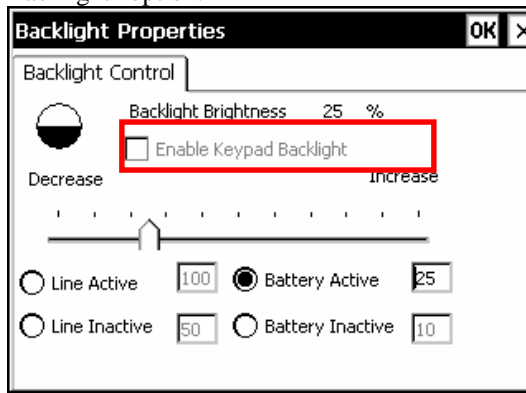 Backlight Properties OK ×
Backlight Control
Backlight Brightness 25 %
Enable Keypad Backlight
Decrease Increase
Line Active 100 Battery Active 25
Line Inactive 50 Battery Inactive 10